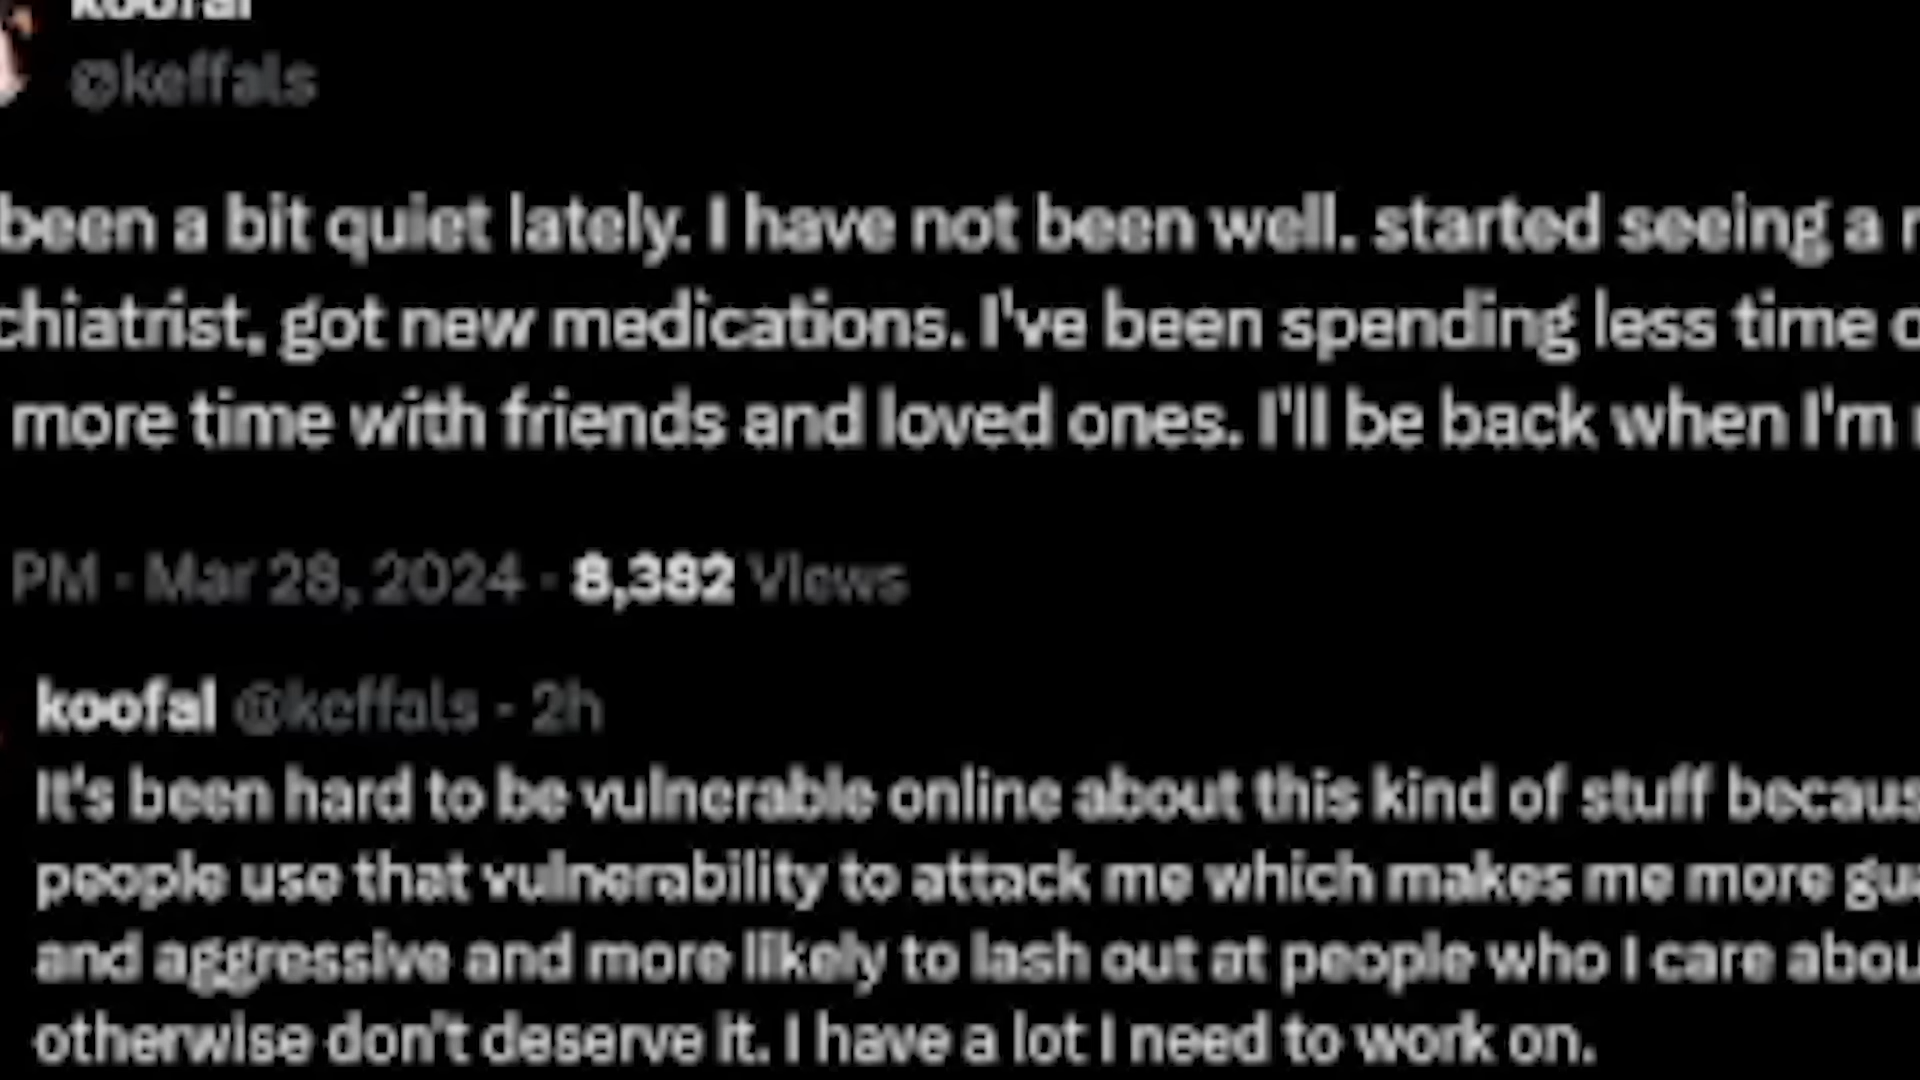 koofal
@keffals
been a bit quiet lately. I have not been well. started seeing a
chiatrist, got new medications. I've been spending less time
more time with friends and loved ones. I'll be back when I'm
PM · Mar 28, 2024 · 8,382 Views
koofal @keffals · 2h
It's been hard to be vulnerable online about this kind of stuff becaus
people use that vulnerability to attack me which makes me more gua
and aggressive and more likely to lash out at people who I care abou
otherwise don't deserve it. I have a lot I need to work on.